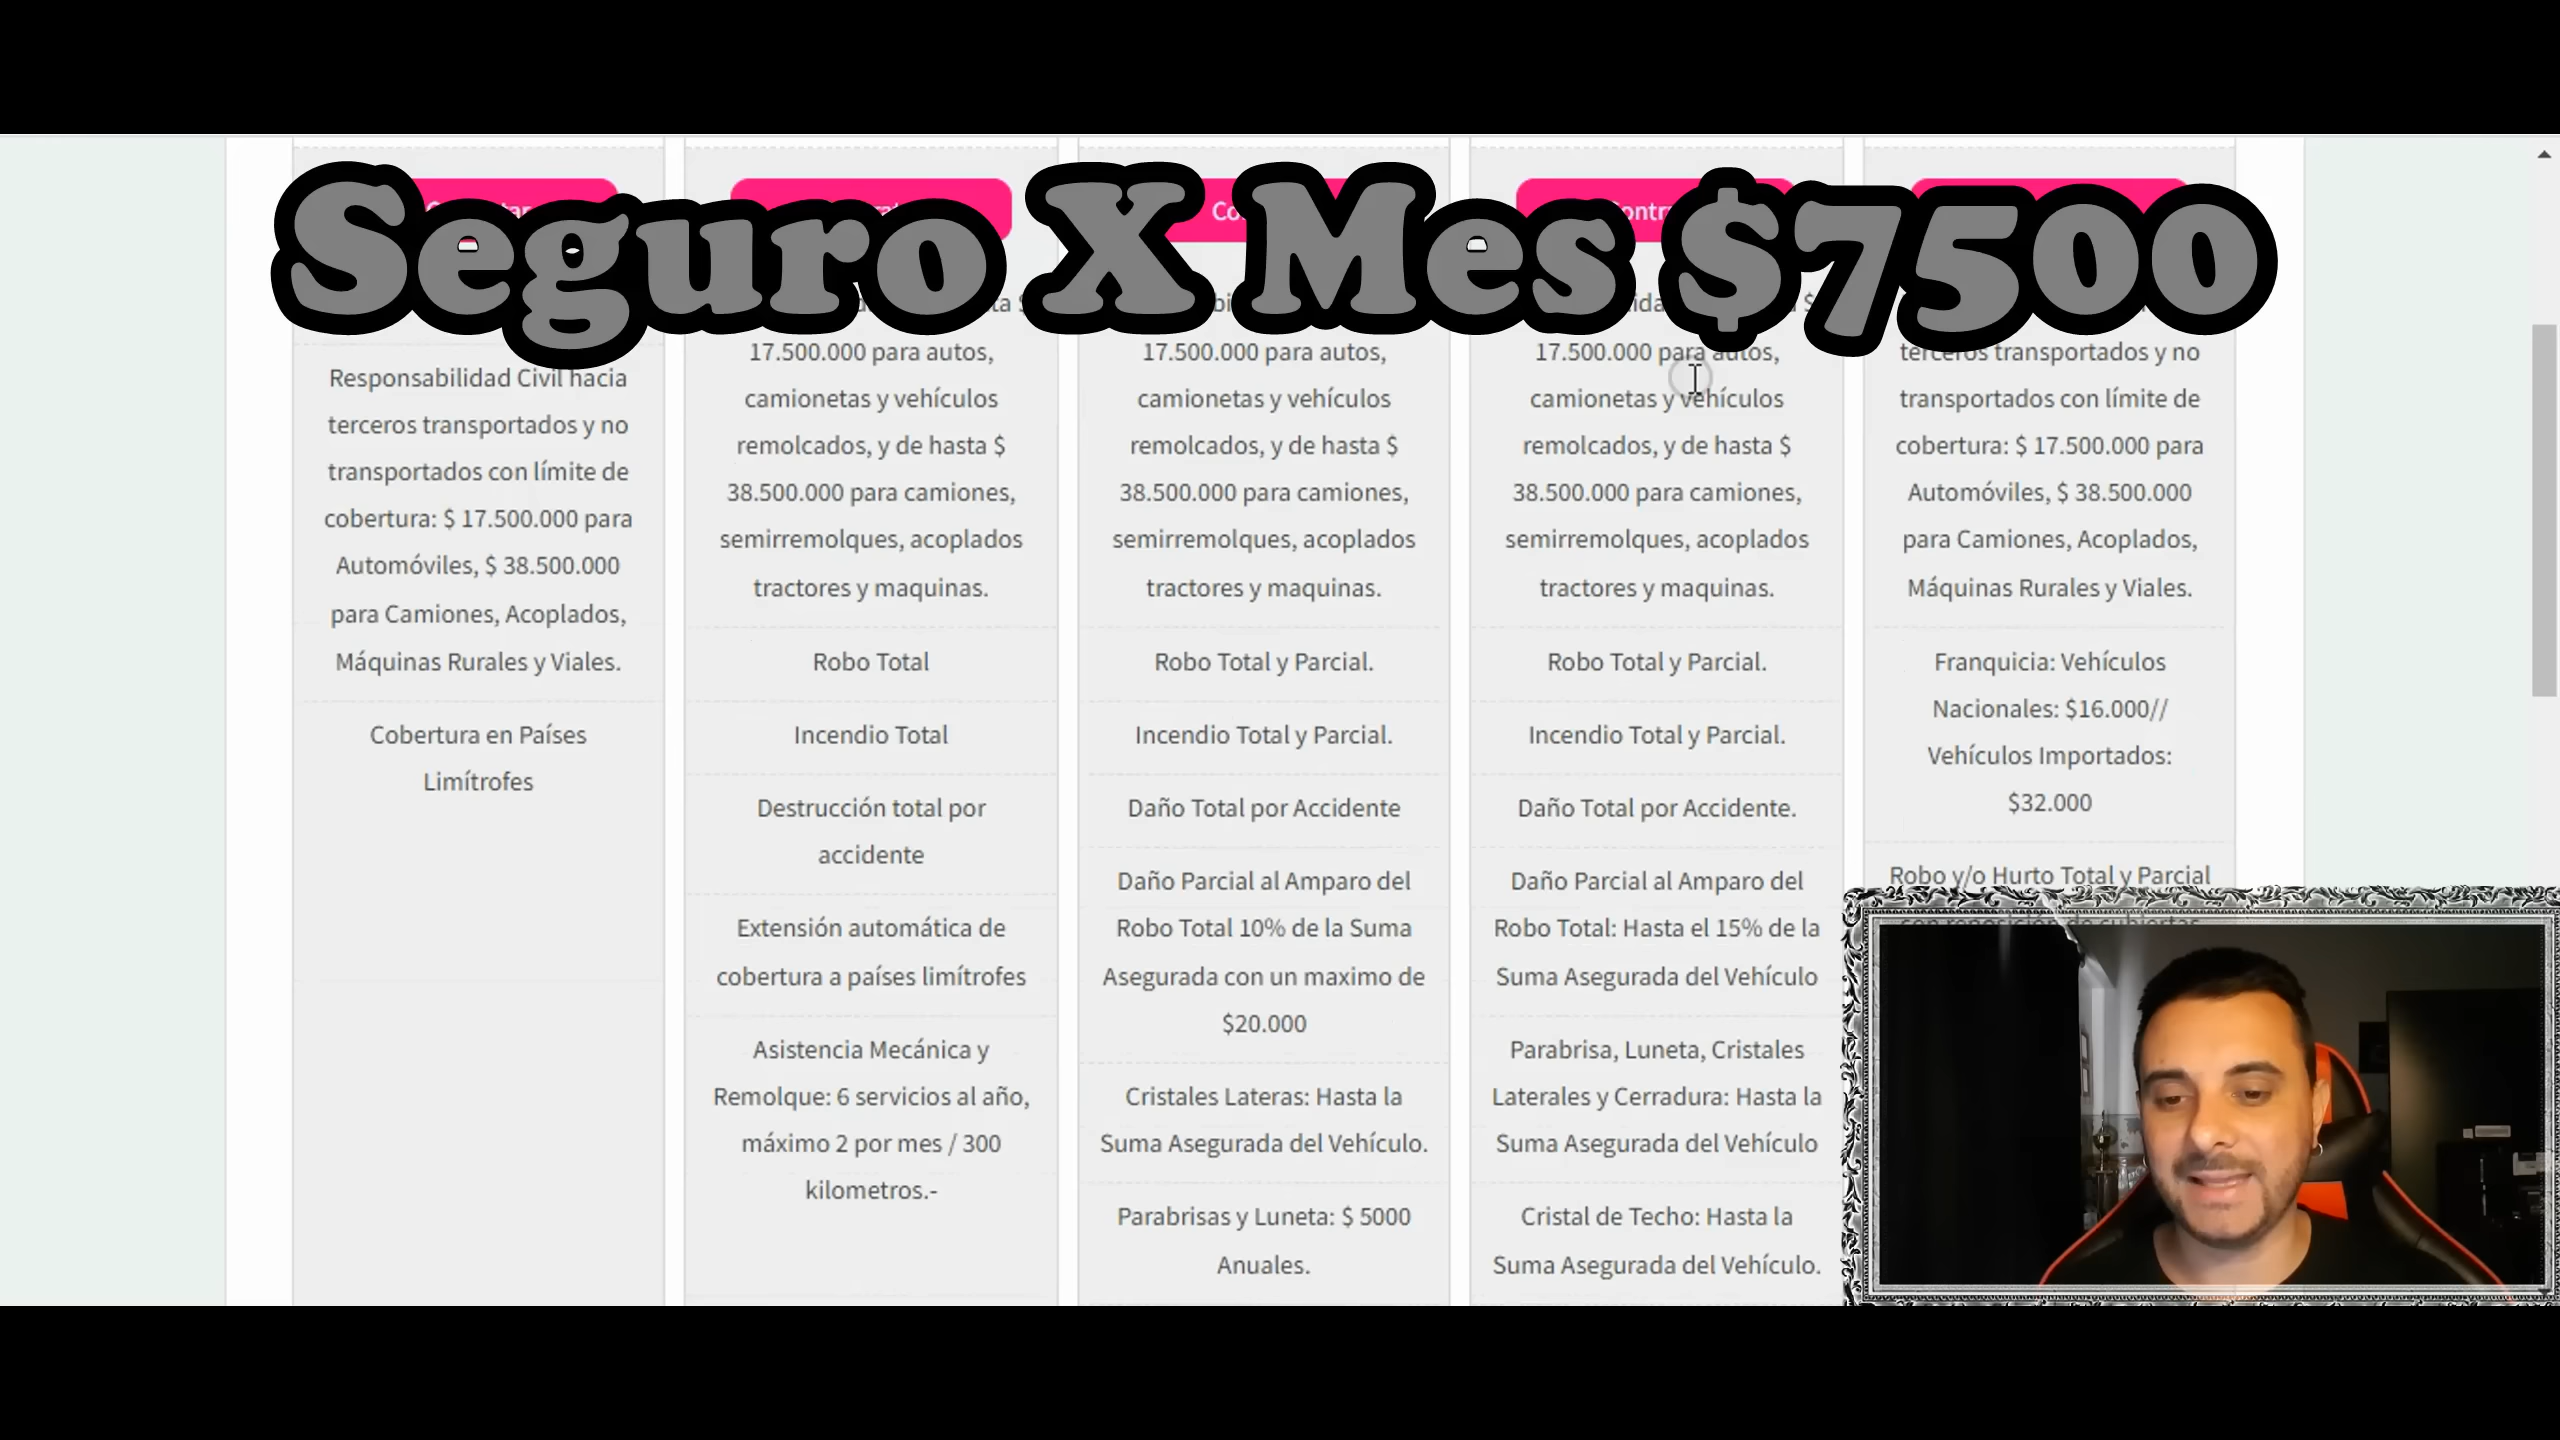 Seguro X Mes $7500
Responsabilidad Civil hacia
terceros transportados y no
transportados con límite de
cobertura: $ 17.500.000 para
Automóviles, $ 38.500.000
para Camiones, Acoplados,
Máquinas Rurales y Viales.
Cobertura en Países
Limítrofes
17.500.000 para autos,
camionetas y vehículos
remolcados, y de hasta $
38.500.000 para camiones,
semirremolques, acoplados
tractores y maquinas.
Robo Total
Incendio Total
Destrucción total por
accidente
Extensión automática de
cobertura a países limítrofes
Asistencia Mecánica y
Remolque: 6 servicios al año,
máximo 2 por mes / 300
kilometros.-
17.500.000 para autos,
camionetas y vehículos
remolcados, y de hasta $
38.500.000 para camiones,
semirremolques, acoplados
tractores y maquinas.
Robo Total y Parcial.
Incendio Total y Parcial.
Daño Total por Accidente
Daño Parcial al Amparo del
Robo Total 10% de la Suma
Asegurada con un maximo de
$20.000
Cristales Lateras: Hasta la
Suma Asegurada del Vehículo.
Parabrisas y Luneta: $ 5000
Anuales.
17.500.000 para autos,
camionetas y vehículos
remolcados, y de hasta $
38.500.000 para camiones,
semirremolques, acoplados
tractores y maquinas.
Robo Total y Parcial.
Incendio Total y Parcial.
Daño Total por Accidente.
Daño Parcial al Amparo del
Robo Total: Hasta el 15% de la
Suma Asegurada del Vehículo
Parabrisa, Luneta, Cristales
Laterales y Cerradura: Hasta la
Suma Asegurada del Vehículo
Cristal de Techo: Hasta la
Suma Asegurada del Vehículo.
terceros transportados y no
transportados con límite de
cobertura: $ 17.500.000 para
Automóviles, $ 38.500.000
para Camiones, Acoplados,
Máquinas Rurales y Viales.
Franquicia: Vehículos
Nacionales: $16.000//
Vehículos Importados:
$32.000
Robo y/o Hurto Total y Parcial
con reposición de cubiertas